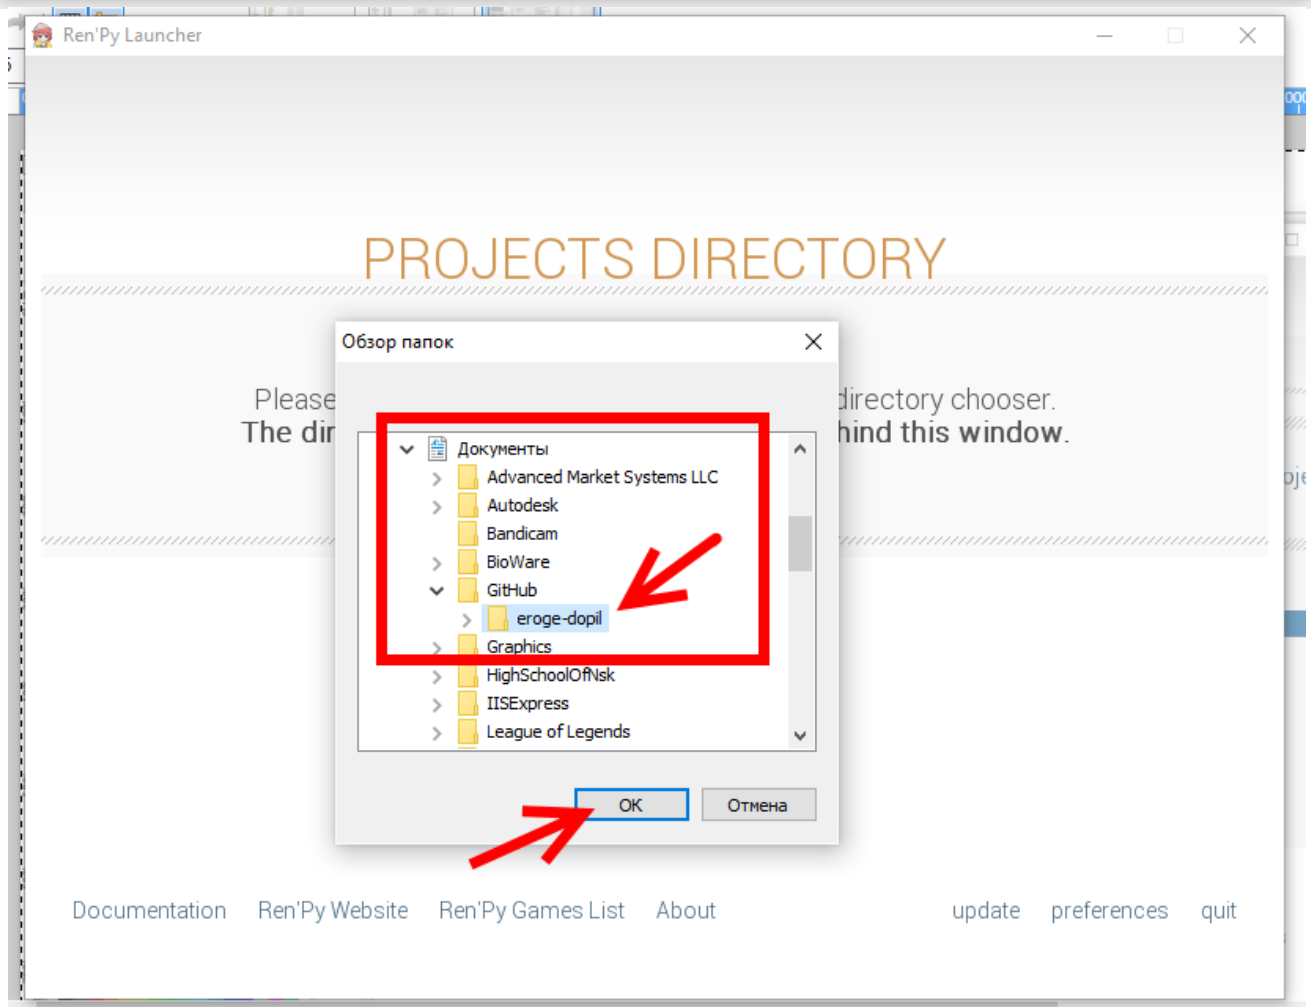 Ren'Py Launcher
PROJECTS DIRECTORY
Обзор папок
Please
directory chooser.
The dir
hind this window.
Документы
Advanced Market Systems LLC
Autodesk
Bandicam
BioWare
GitHub
eroge-dopil
Graphics
HighSchoolOfNsk
IISExpress
League of Legends
OK
Отмена
Documentation
Ren'Py Website
Ren'Py Games List
About
update
preferences
quit